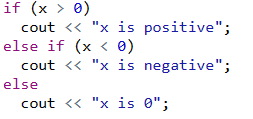 if (x > 0)
  cout << "x is positive";
else if (x < 0)
  cout << "x is negative";
else
  cout << "x is 0";